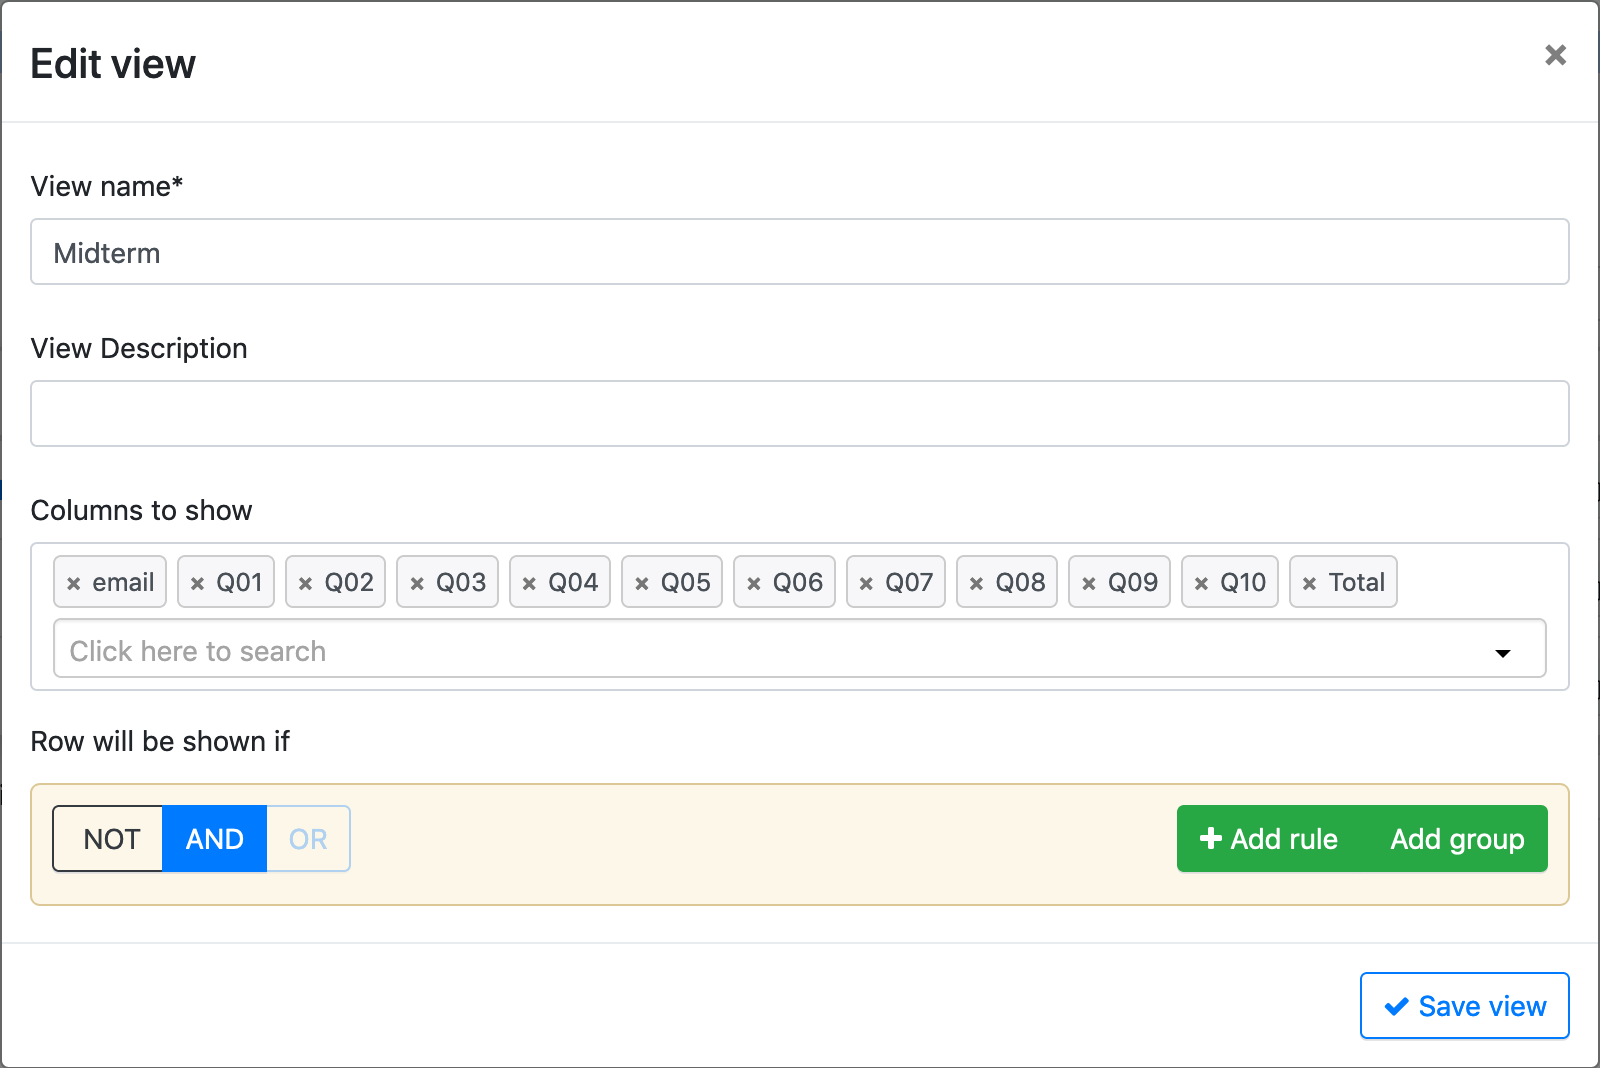 Edit view
×
View name*
Midterm
View Description
Columns to show
× email × Q01 × Q02 × Q03 × Q04 × Q05 × Q06 × Q07 × Q08 × Q09 × Q10 × Total
Click here to search
Row will be shown if
NOT AND OR + Add rule Add group
Save view